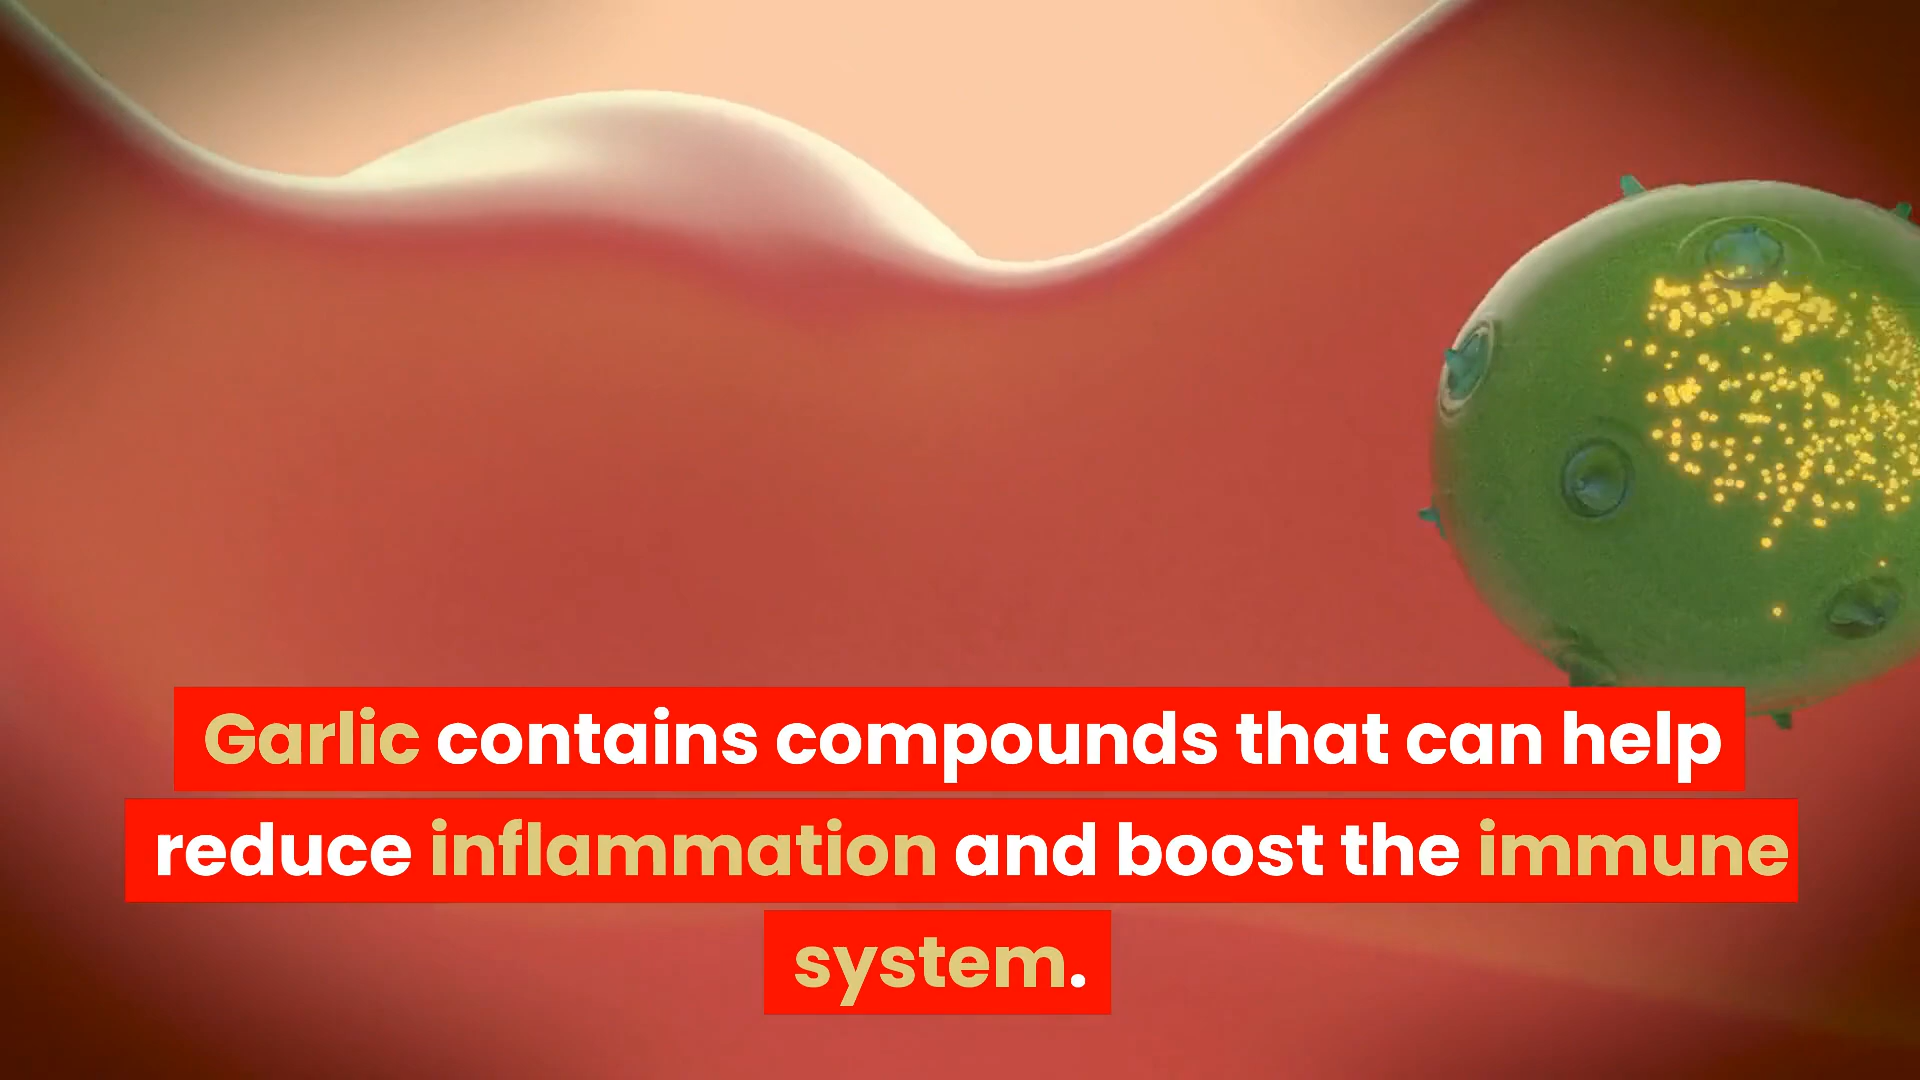 Garlic contains compounds that can help
reduce inflammation and boost the immune
system.